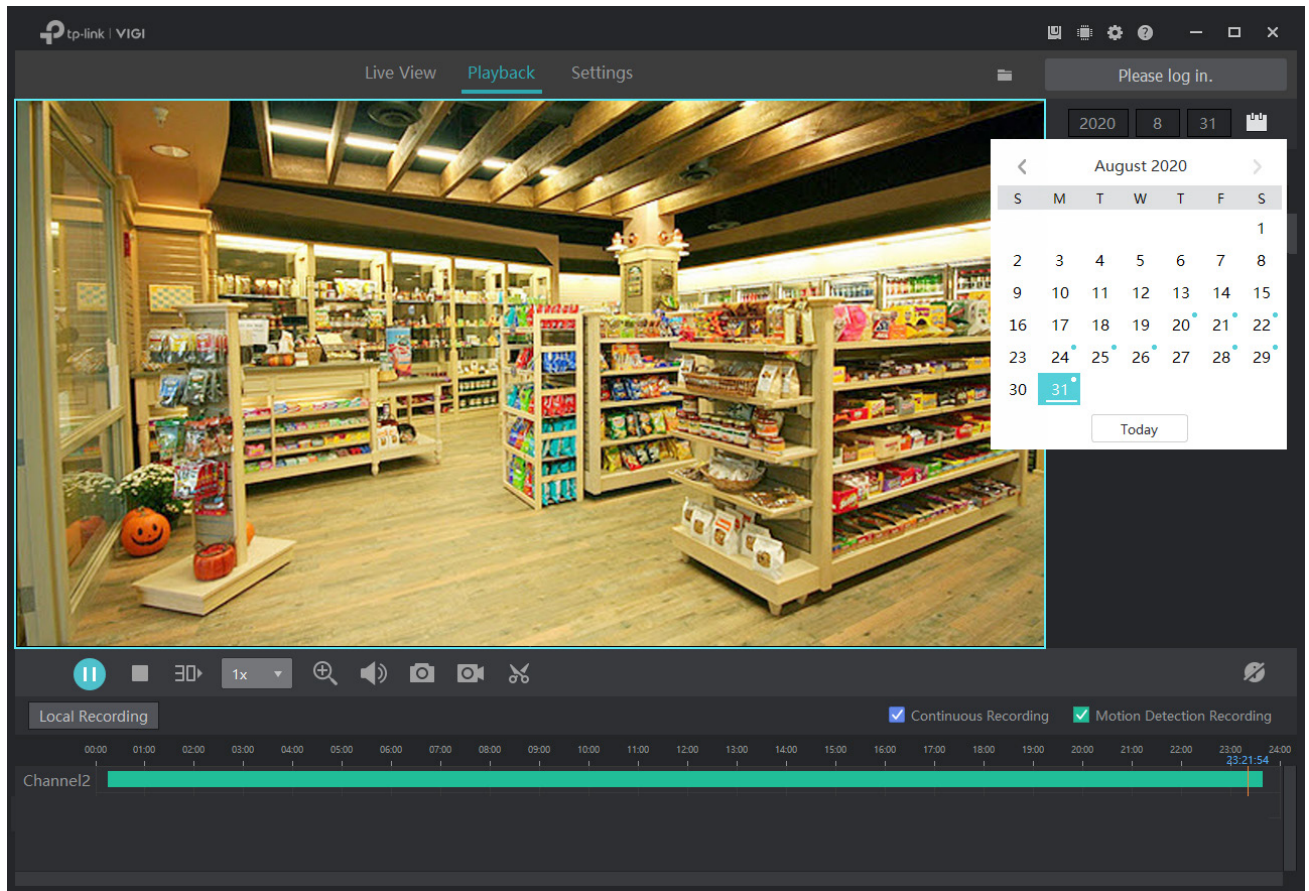 tp-link | VIGI
Live View Playback Settings Please log in.
2020 8 31
August 2020
S M T W T F S
1
2 3 4 5 6 7 8
9 10 11 12 13 14 15
16 17 18 19 20 21 22
23 24 25 26 27 28 29
30 31
Today
1x
Local Recording Continuous Recording Motion Detection Recording
00:00 01:00 02:00 03:00 04:00 05:00 06:00 07:00 08:00 09:00 10:00 11:00 12:00 13:00 14:00 15:00 16:00 17:00 18:00 19:00 20:00 21:00 22:00 23:00 24:00
23:21:54
Channel2